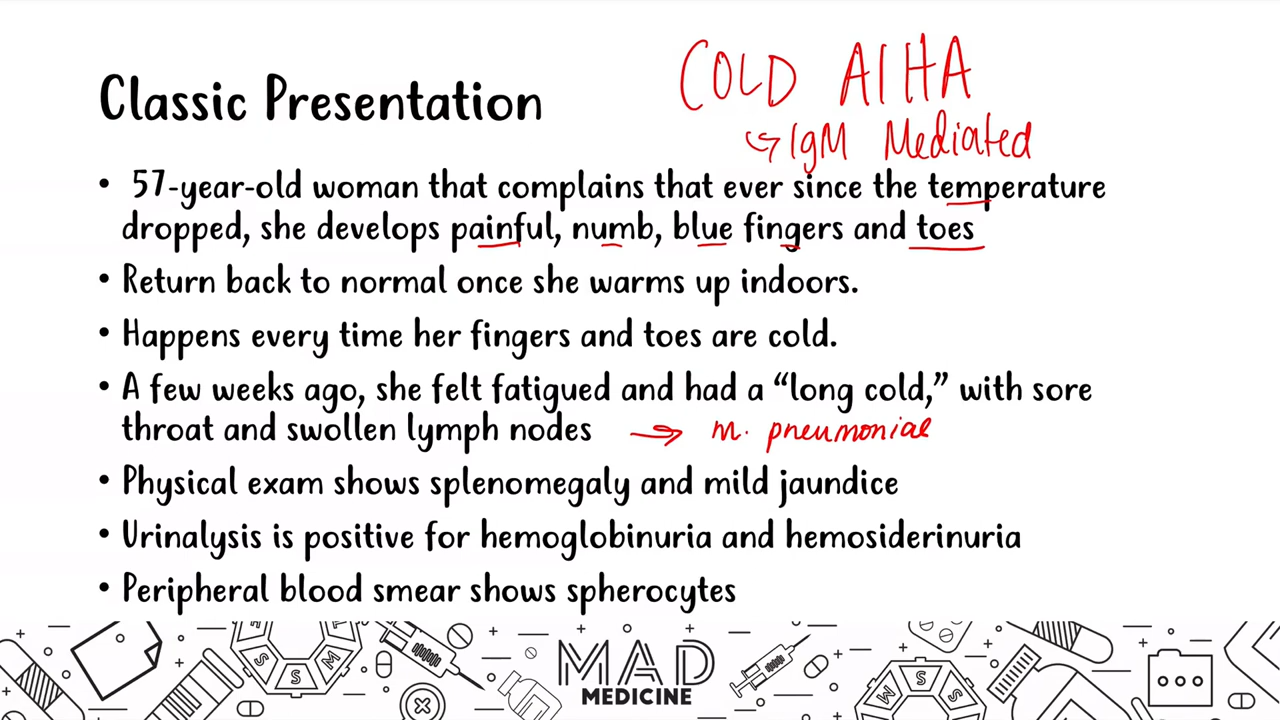 COLD AIHA
Classic Presentation
↪ IgM Mediated
• 57-year-old woman that complains that ever since the temperature
dropped, she develops painful, numb, blue fingers and toes
• Return back to normal once she warms up indoors.
• Happens every time her fingers and toes are cold.
• A few weeks ago, she felt fatigued and had a “long cold,” with sore
throat and swollen lymph nodes → m. pneumoniae
• Physical exam shows splenomegaly and mild jaundice
• Urinalysis is positive for hemoglobinuria and hemosiderinuria
• Peripheral blood smear shows spherocytes
MAD
MEDICINE